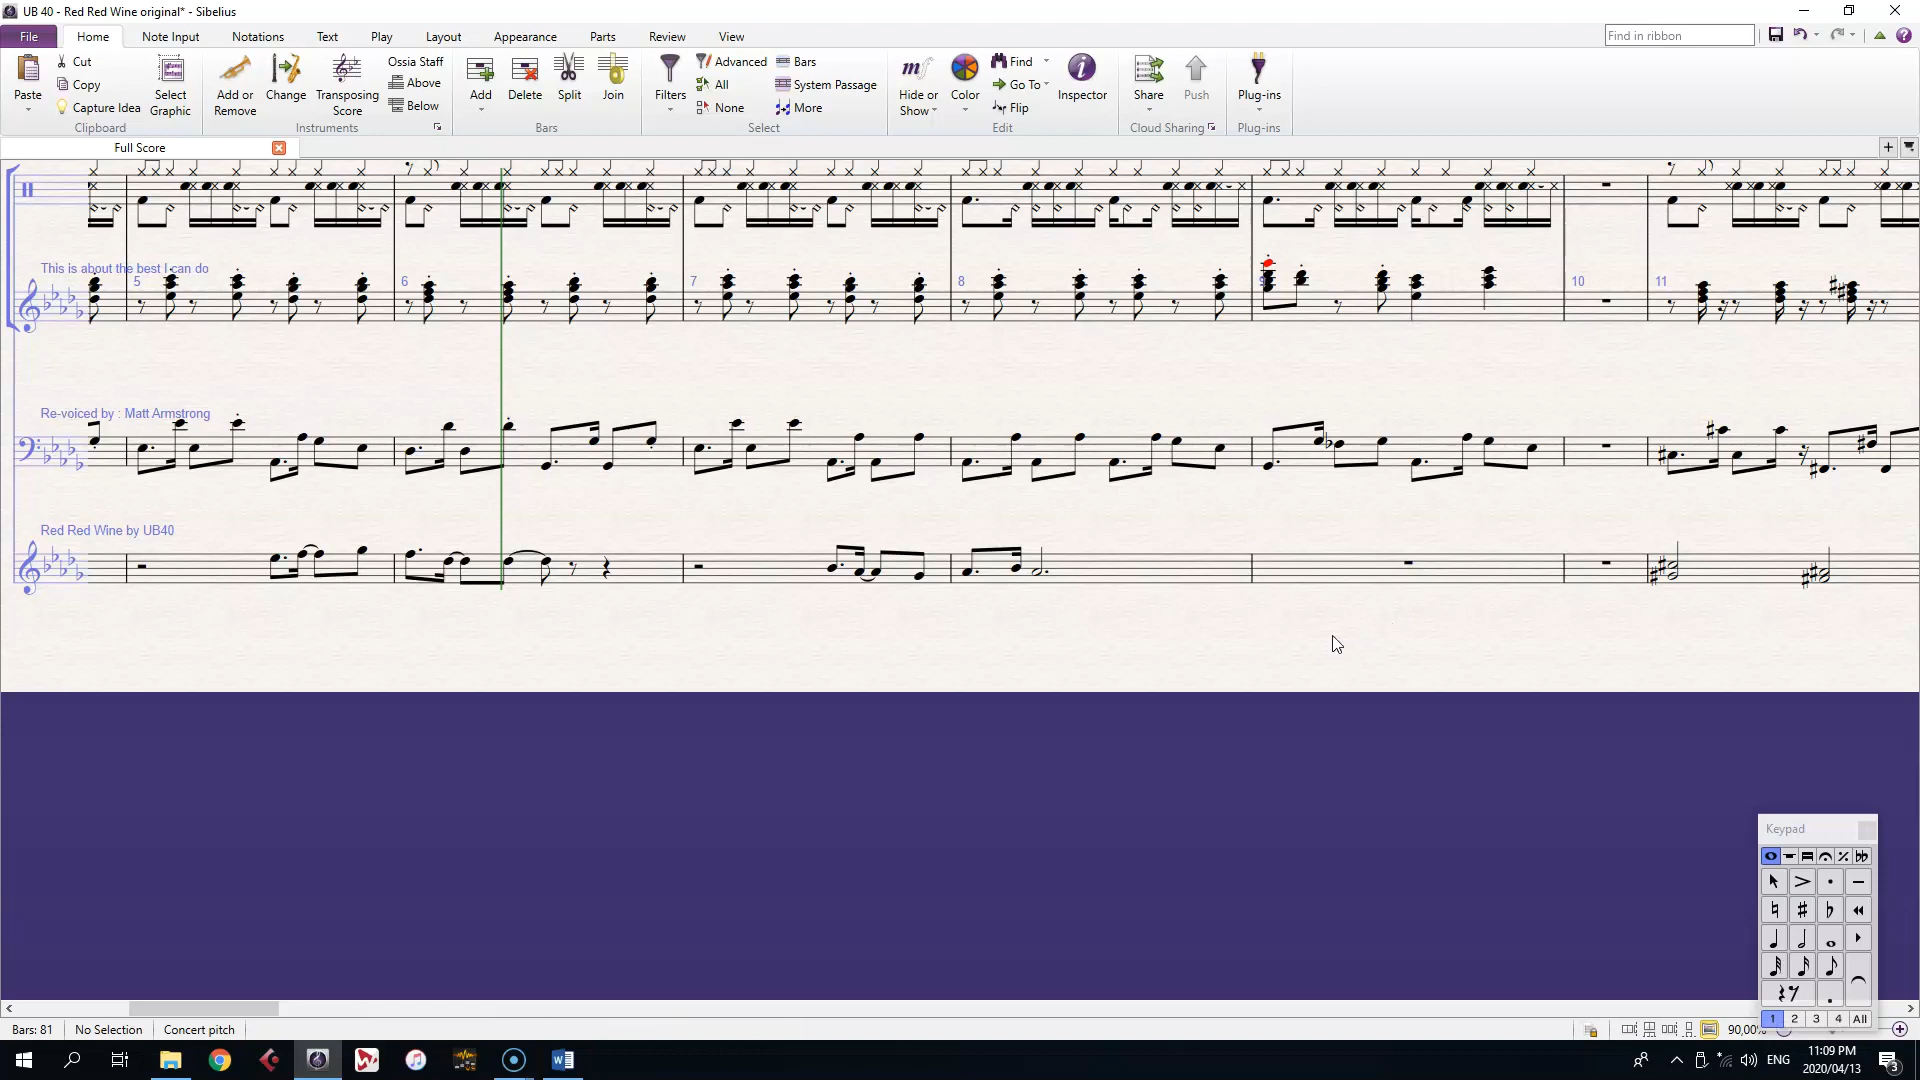 UB 40 - Red Red Wine original* - Sibelius
File Home Note Input Notations Text Play Layout Appearance Parts Review View Find in ribbon
Cut Ossia Staff Advanced Bars Find
Copy Above All System Passage Go To
Paste Capture Idea Select Graphic Add or Remove Change Transposing Score Below Add Delete Split Join Filters None More Hide or Show Color Flip Inspector Share Push Plug-ins
Clipboard Instruments Bars Select Edit Cloud Sharing Plug-ins
Full Score
This is about the best I can do
5 6 7 8 9 10 11
Re-voiced by : Matt Armstrong
Red Red Wine by UB40
Keypad
1 2 3 4 All
Bars: 81 No Selection Concert pitch 90,00%
ENG 11:09 PM
2020/04/13 3